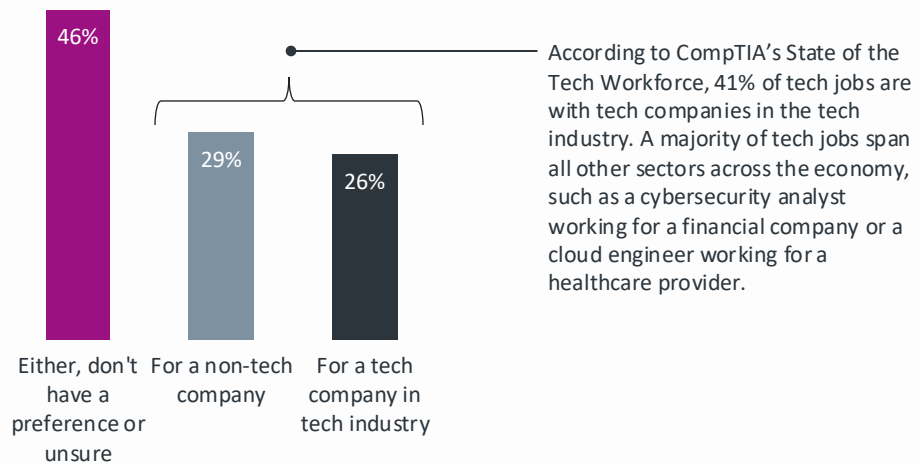 46%
29%
26%
According to CompTIA's State of the
Tech Workforce, 41% of tech jobs are
with tech companies in the tech
industry. A majority of tech jobs span
all other sectors across the economy,
such as a cybersecurity analyst
working for a financial company or a
cloud engineer working for a
healthcare provider.
Either, don't
have a
preference or
unsure
For a non-tech
company
For a tech
company in
tech industry